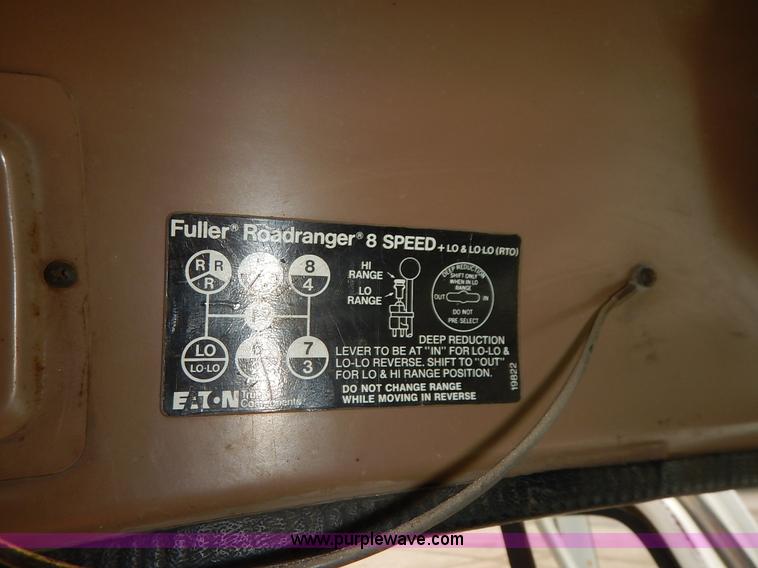 Fuller® Roadranger® 8 SPEED + LO & LO-LO (RTO)
R R R
8 4
LO LO-LO
6
7 3
HI RANGE
LO RANGE
DEEP REDUCTION
SHIFT ONLY
WHEN IN LO
RANGE
OUT IN
DO NOT
PRE-SELECT
DEEP REDUCTION
LEVER TO BE AT "IN" FOR LO-LO &
LO-LO REVERSE. SHIFT TO "OUT"
FOR LO & HI RANGE POSITION.
DO NOT CHANGE RANGE
WHILE MOVING IN REVERSE
EATON
Components
19822
www.purplewave.com